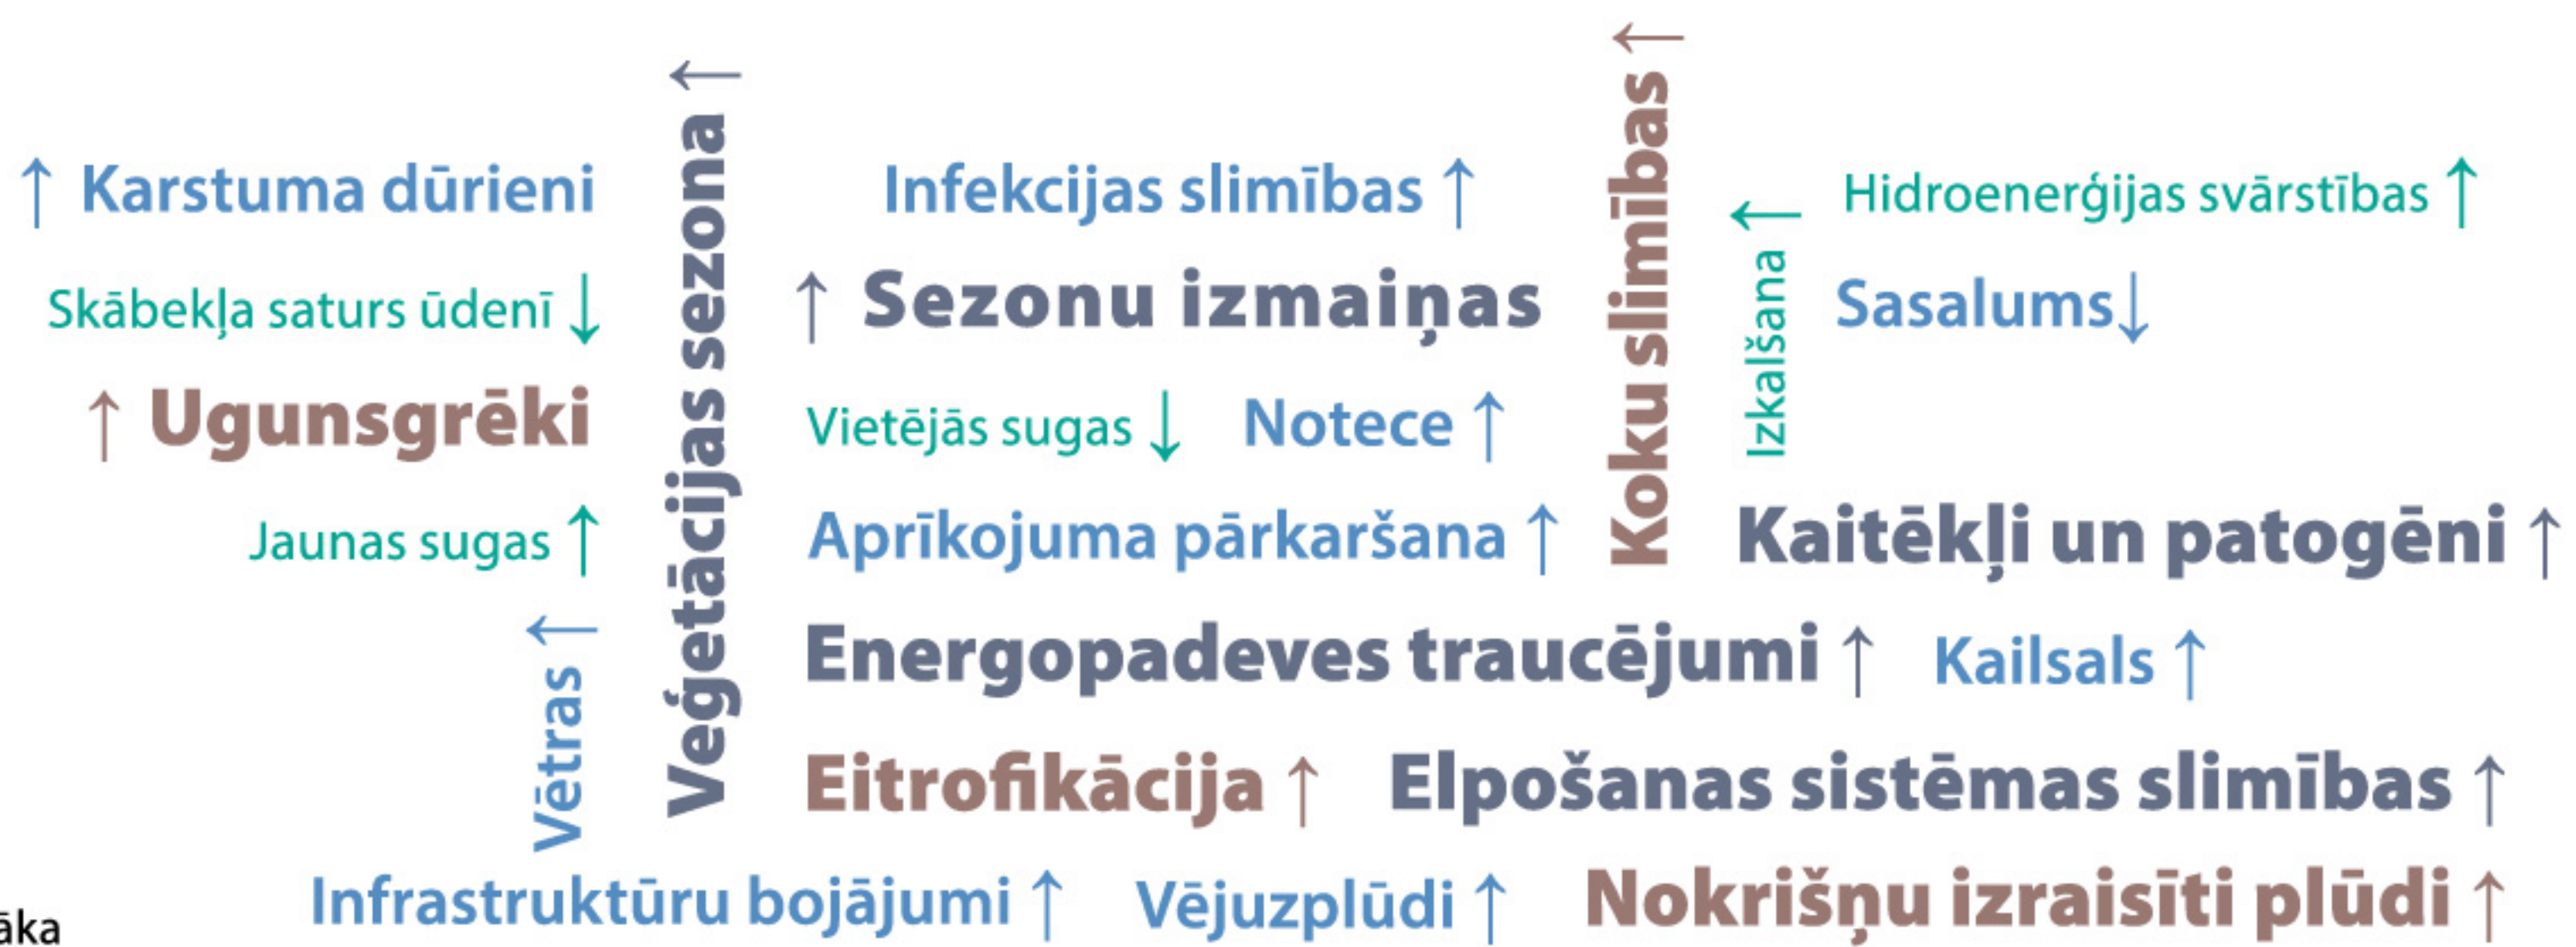 ↑ Karstuma dūrieni
Skābekļa saturs ūdenī ↓
↑ Ugunsgrēki
Jaunas sugas ↑
Vētras ↑
Veģetācijas sezona ↑
Infekcijas slimības ↑
↑ Sezonu izmaiņas
Vietējās sugas ↓ Notece ↑
Aprīkojuma pārkaršana ↑
Koku slimības ↑
Izkalšana ↑
Hidroenerģijas svārstības ↑
Sasalums↓
Kaitēkļi un patogēni ↑
Energopadeves traucējumi ↑ Kailsals ↑
Eitrofikācija ↑ Elpošanas sistēmas slimības ↑
Infrastruktūru bojājumi ↑ Vējuzplūdi ↑ Nokrišņu izraisīti plūdi ↑